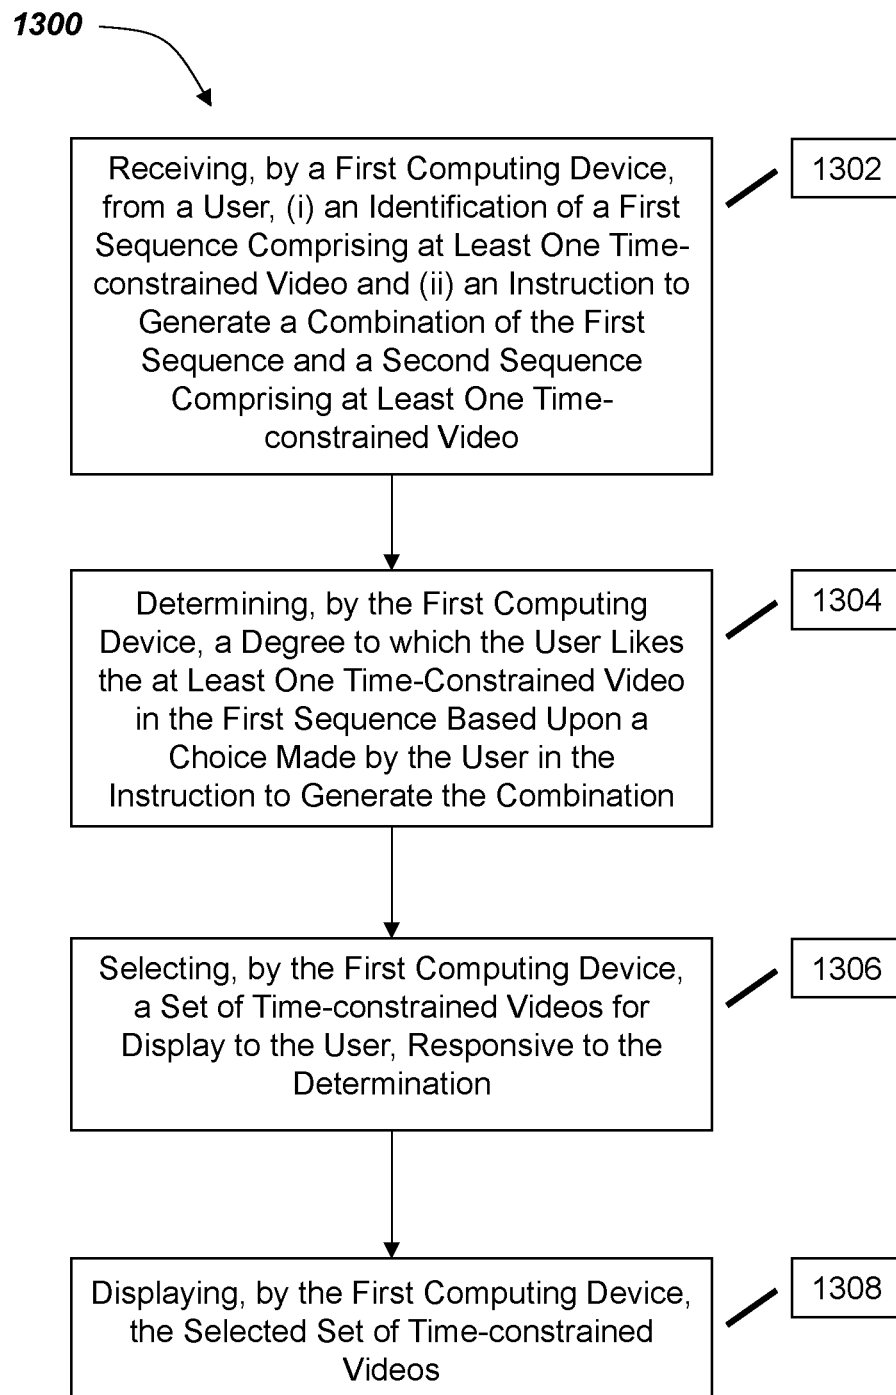 1300
Receiving, by a First Computing Device,
from a User, (i) an Identification of a First
Sequence Comprising at Least One Time-
constrained Video and (ii) an Instruction to
Generate a Combination of the First
Sequence and a Second Sequence
Comprising at Least One Time-
constrained Video
1302
Determining, by the First Computing
Device, a Degree to which the User Likes
the at Least One Time-Constrained Video
in the First Sequence Based Upon a
Choice Made by the User in the
Instruction to Generate the Combination
1304
Selecting, by the First Computing Device,
a Set of Time-constrained Videos for
Display to the User, Responsive to the
Determination
1306
Displaying, by the First Computing Device,
the Selected Set of Time-constrained
Videos
1308